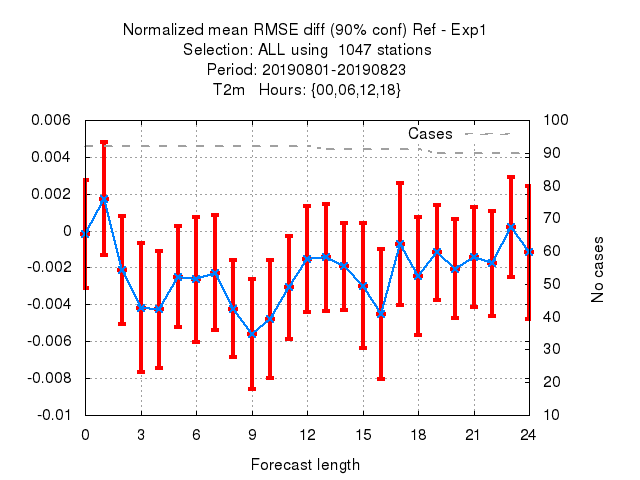 Normalized mean RMSE diff (90% conf) Ref - Exp1
Selection: ALL using  1047 stations
Period: 20190801-20190823
T2m   Hours: {00,06,12,18}
Cases
0.006
0.004
0.002
0
-0.002
-0.004
-0.006
-0.008
-0.01
100
90
80
70
60
50
40
30
20
10
No cases
0 3 6 9 12 15 18 21 24
Forecast length